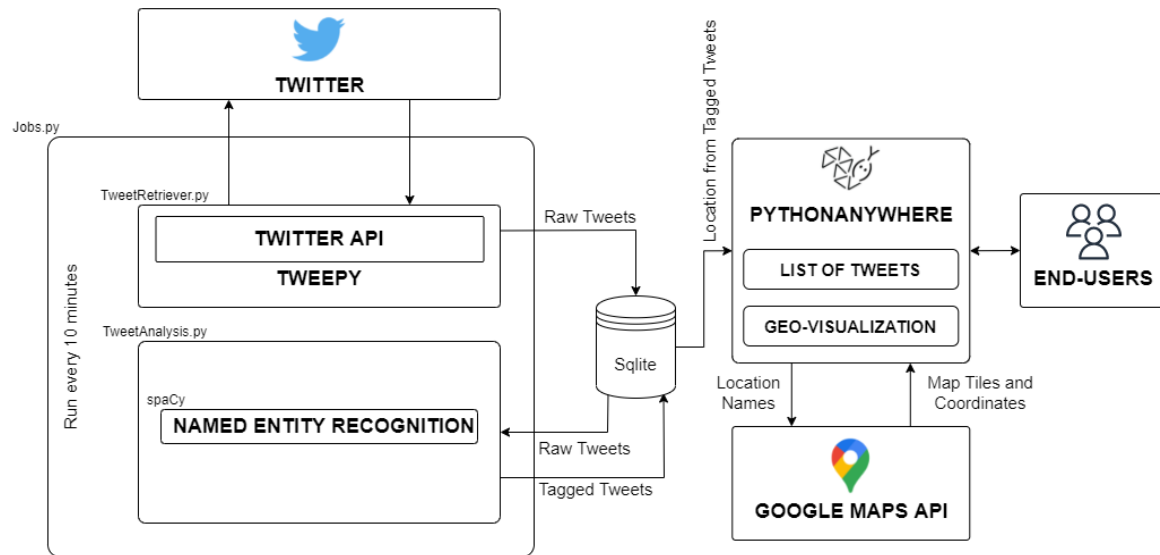 TWITTER
Jobs.py
Run every 10 minutes
TweetRetriever.py
TWITTER API
TWEEPY
TweetAnalysis.py
spaCy
NAMED ENTITY RECOGNITION
Raw Tweets
Sqlite
Raw Tweets
Tagged Tweets
Location from Tagged Tweets
PYTHONANYWHERE
LIST OF TWEETS
GEO-VISUALIZATION
END-USERS
Location
Names
Map Tiles and
Coordinates
GOOGLE MAPS API